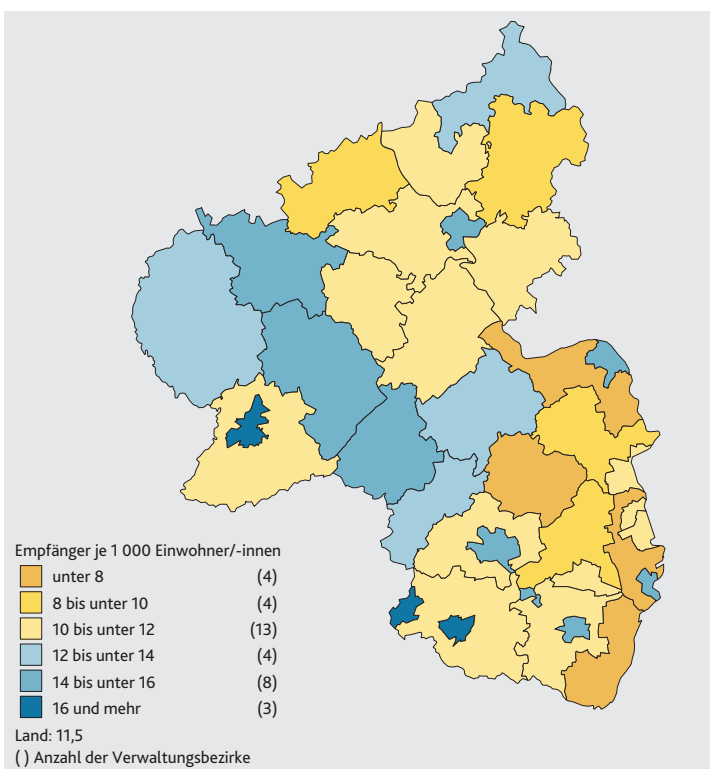 Empfänger je 1 000 Einwohner/-innen
unter 8 (4)
8 bis unter 10 (4)
10 bis unter 12 (13)
12 bis unter 14 (4)
14 bis unter 16 (8)
16 und mehr (3)
Land: 11,5
( ) Anzahl der Verwaltungsbezirke